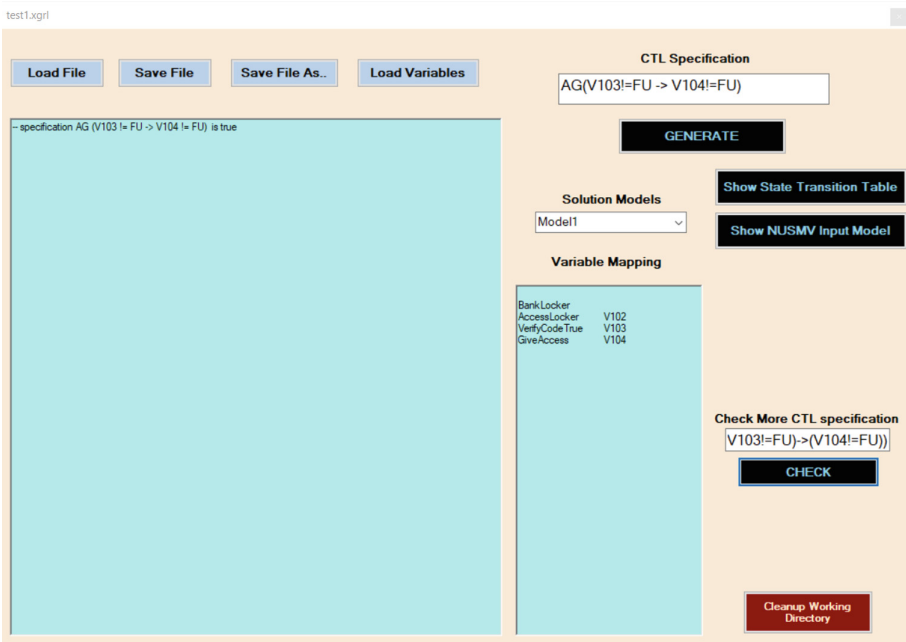 test1.xgrl
Load File
Save File
Save File As..
Load Variables
CTL Specification
AG(V103!=FU -> V104!=FU)
GENERATE
-- specification AG (V103 != FU -> V104 != FU) is true
Show State Transition Table
Solution Models
Model1
Show NUSMV Input Model
Variable Mapping
BankLocker
AccessLocker V102
VerifyCodeTrue V103
GiveAccess V104
Check More CTL specification
V103!=FU)->(V104!=FU))
CHECK
Cleanup Working
Directory